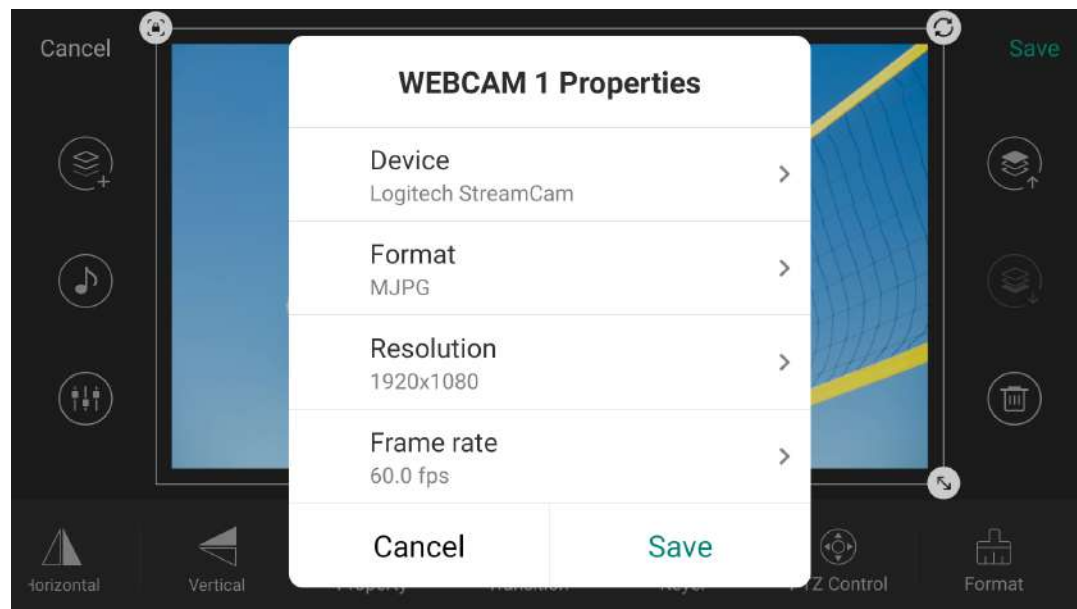 Cancel
Save
WEBCAM 1 Properties
Device
Logitech StreamCam
Format
MJPG
Resolution
1920x1080
Frame rate
60.0 fps
Cancel
Save
Vertical
Control
Format